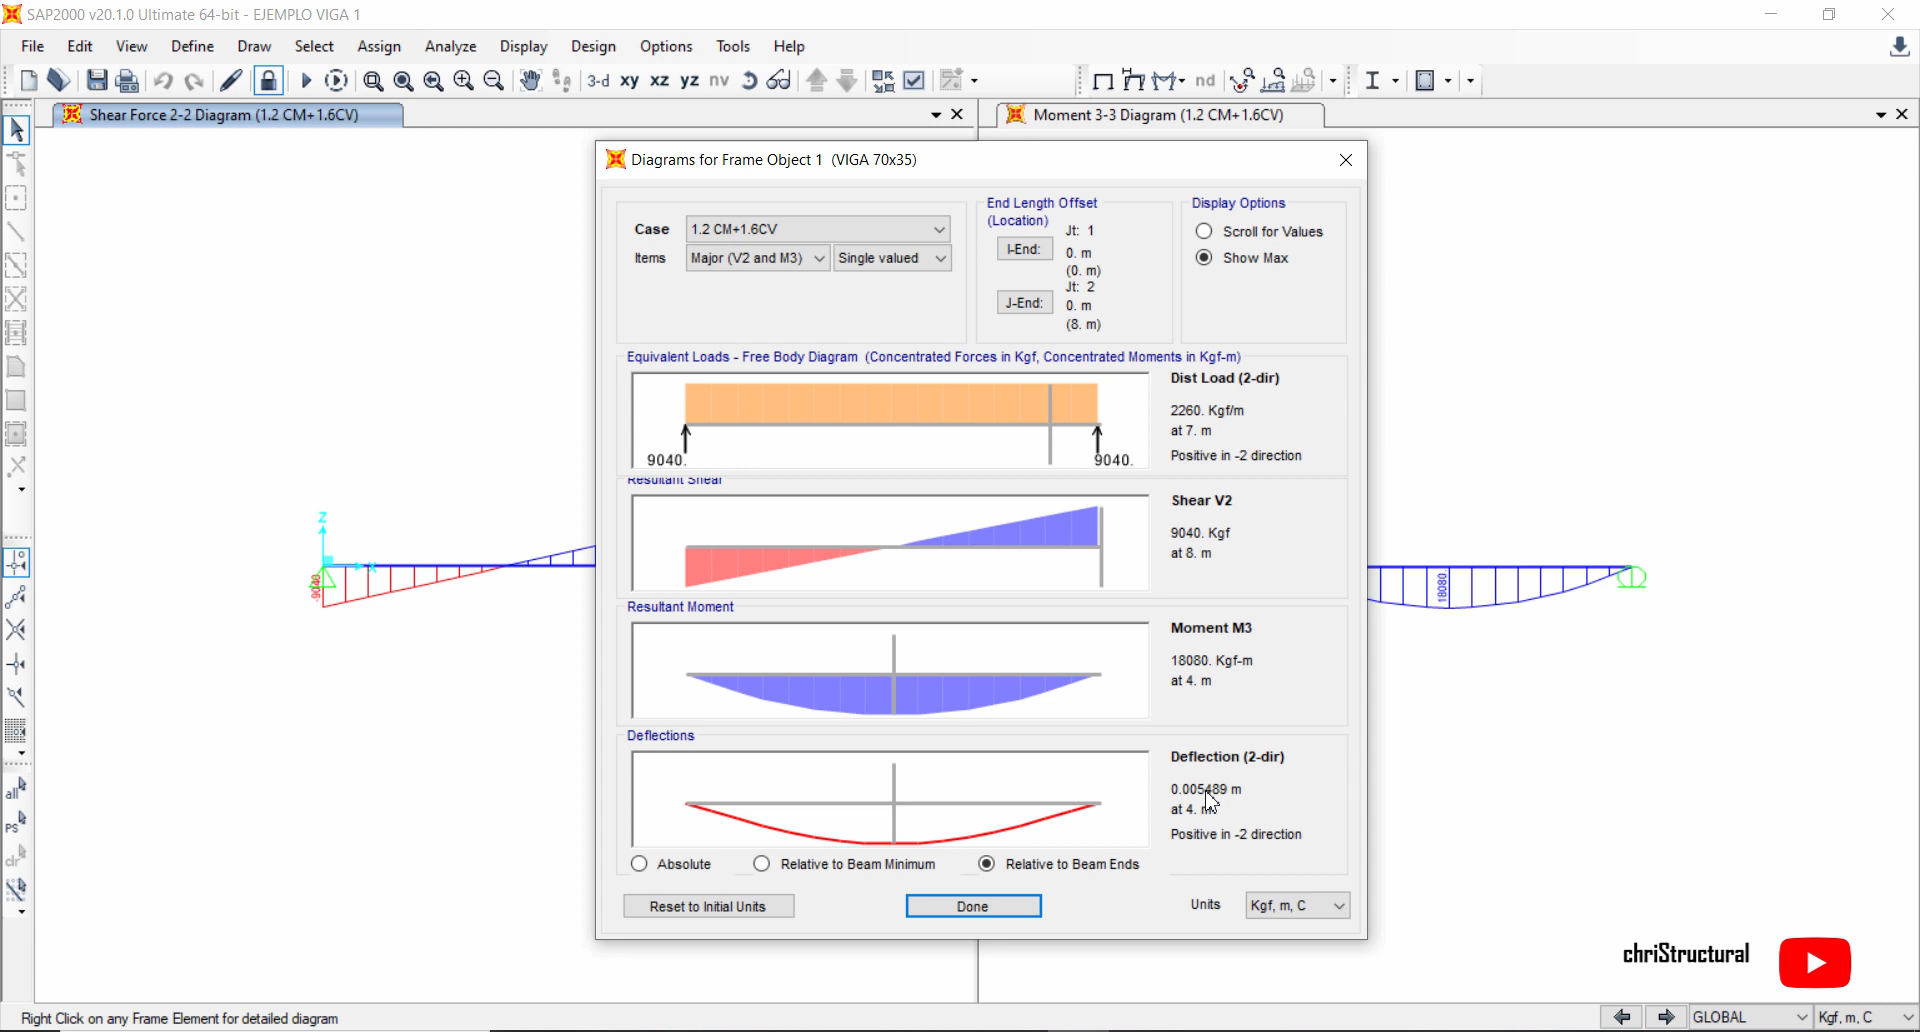 SAP2000 v20.1.0 Ultimate 64-bit - EJEMPLO VIGA 1
File Edit View Define Draw Select Assign Analyze Display Design Options Tools Help
3-d xy xz yz nv nd
Shear Force 2-2 Diagram (1.2 CM+1.6CV)
Moment 3-3 Diagram (1.2 CM+1.6CV)
Diagrams for Frame Object 1 (VIGA 70x35)
Case 1.2 CM+1.6CV
Items Major (V2 and M3) Single valued
End Length Offset
(Location)
I-End:
Jt: 1
0. m
(0. m)
J-End:
Jt: 2
0. m
(8. m)
Display Options
Scroll for Values
Show Max
Equivalent Loads - Free Body Diagram (Concentrated Forces in Kgf, Concentrated Moments in Kgf-m)
9040.
9040.
Dist Load (2-dir)
2260. Kgf/m
at 7. m
Positive in -2 direction
Resultant Shear
Shear V2
9040. Kgf
at 8. m
Resultant Moment
Moment M3
18080. Kgf-m
at 4. m
Deflections
Deflection (2-dir)
0.005489 m
at 4. m
Positive in -2 direction
Absolute Relative to Beam Minimum Relative to Beam Ends
Reset to Initial Units
Done
Units Kgf, m, C
Z
X
-9040.
18080.
all
PS
clr
chriStructural
Right Click on any Frame Element for detailed diagram
GLOBAL
Kgf, m, C